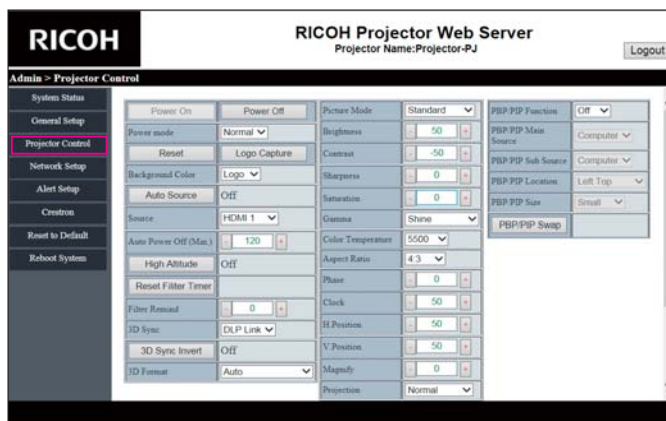 RICOH
RICOH Projector Web Server
Projector Name:Projector-PJ
Logout
Admin > Projector Control
System Status
General Setup
Projector Control
Network Setup
Alert Setup
Crestron
Reset to Default
Reboot System
Power On Power Off
Power mode Normal
Reset Logo Capture
Background Color Logo
Auto Source Off
Source HDMI 1
Auto Power Off (Min.) - 120 +
High Altitude Off
Reset Filter Timer
Filter Remind - 0 +
3D Sync DLP Link
3D Sync Invert Off
3D Format Auto
Picture Mode Standard
Brightness - 50 +
Contrast - -50 +
Sharpness - 0 +
Saturation - 0 +
Gamma Shine
Color Temperature 5500
Aspect Ratio 4:3
Phase - 0 +
Clock - 50 +
H.Position - 50 +
V.Position - 50 +
Magnify - 0 +
Projection Normal
PBP/PIP Function Off
PBP/PIP Main Source Computer
PBP/PIP Sub Source Computer
PBP/PIP Location Left Top
PBP/PIP Size Small
PBP/PIP Swap